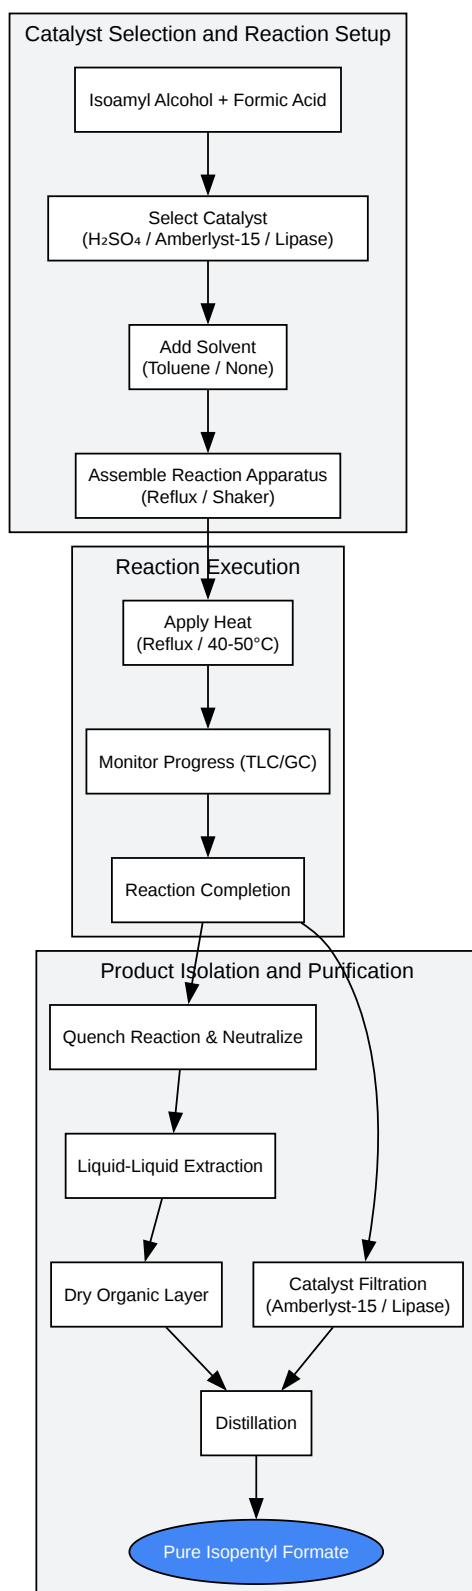 Catalyst Selection and Reaction Setup
Isoamyl Alcohol + Formic Acid
Select Catalyst
(H₂SO₄ / Amberlyst-15 / Lipase)
Add Solvent
(Toluene / None)
Assemble Reaction Apparatus
(Reflux / Shaker)
Reaction Execution
Apply Heat
(Reflux / 40-50°C)
Monitor Progress (TLC/GC)
Reaction Completion
Product Isolation and Purification
Quench Reaction & Neutralize
Liquid-Liquid Extraction
Dry Organic Layer
Catalyst Filtration
(Amberlyst-15 / Lipase)
Distillation
Pure Isopentyl Formate